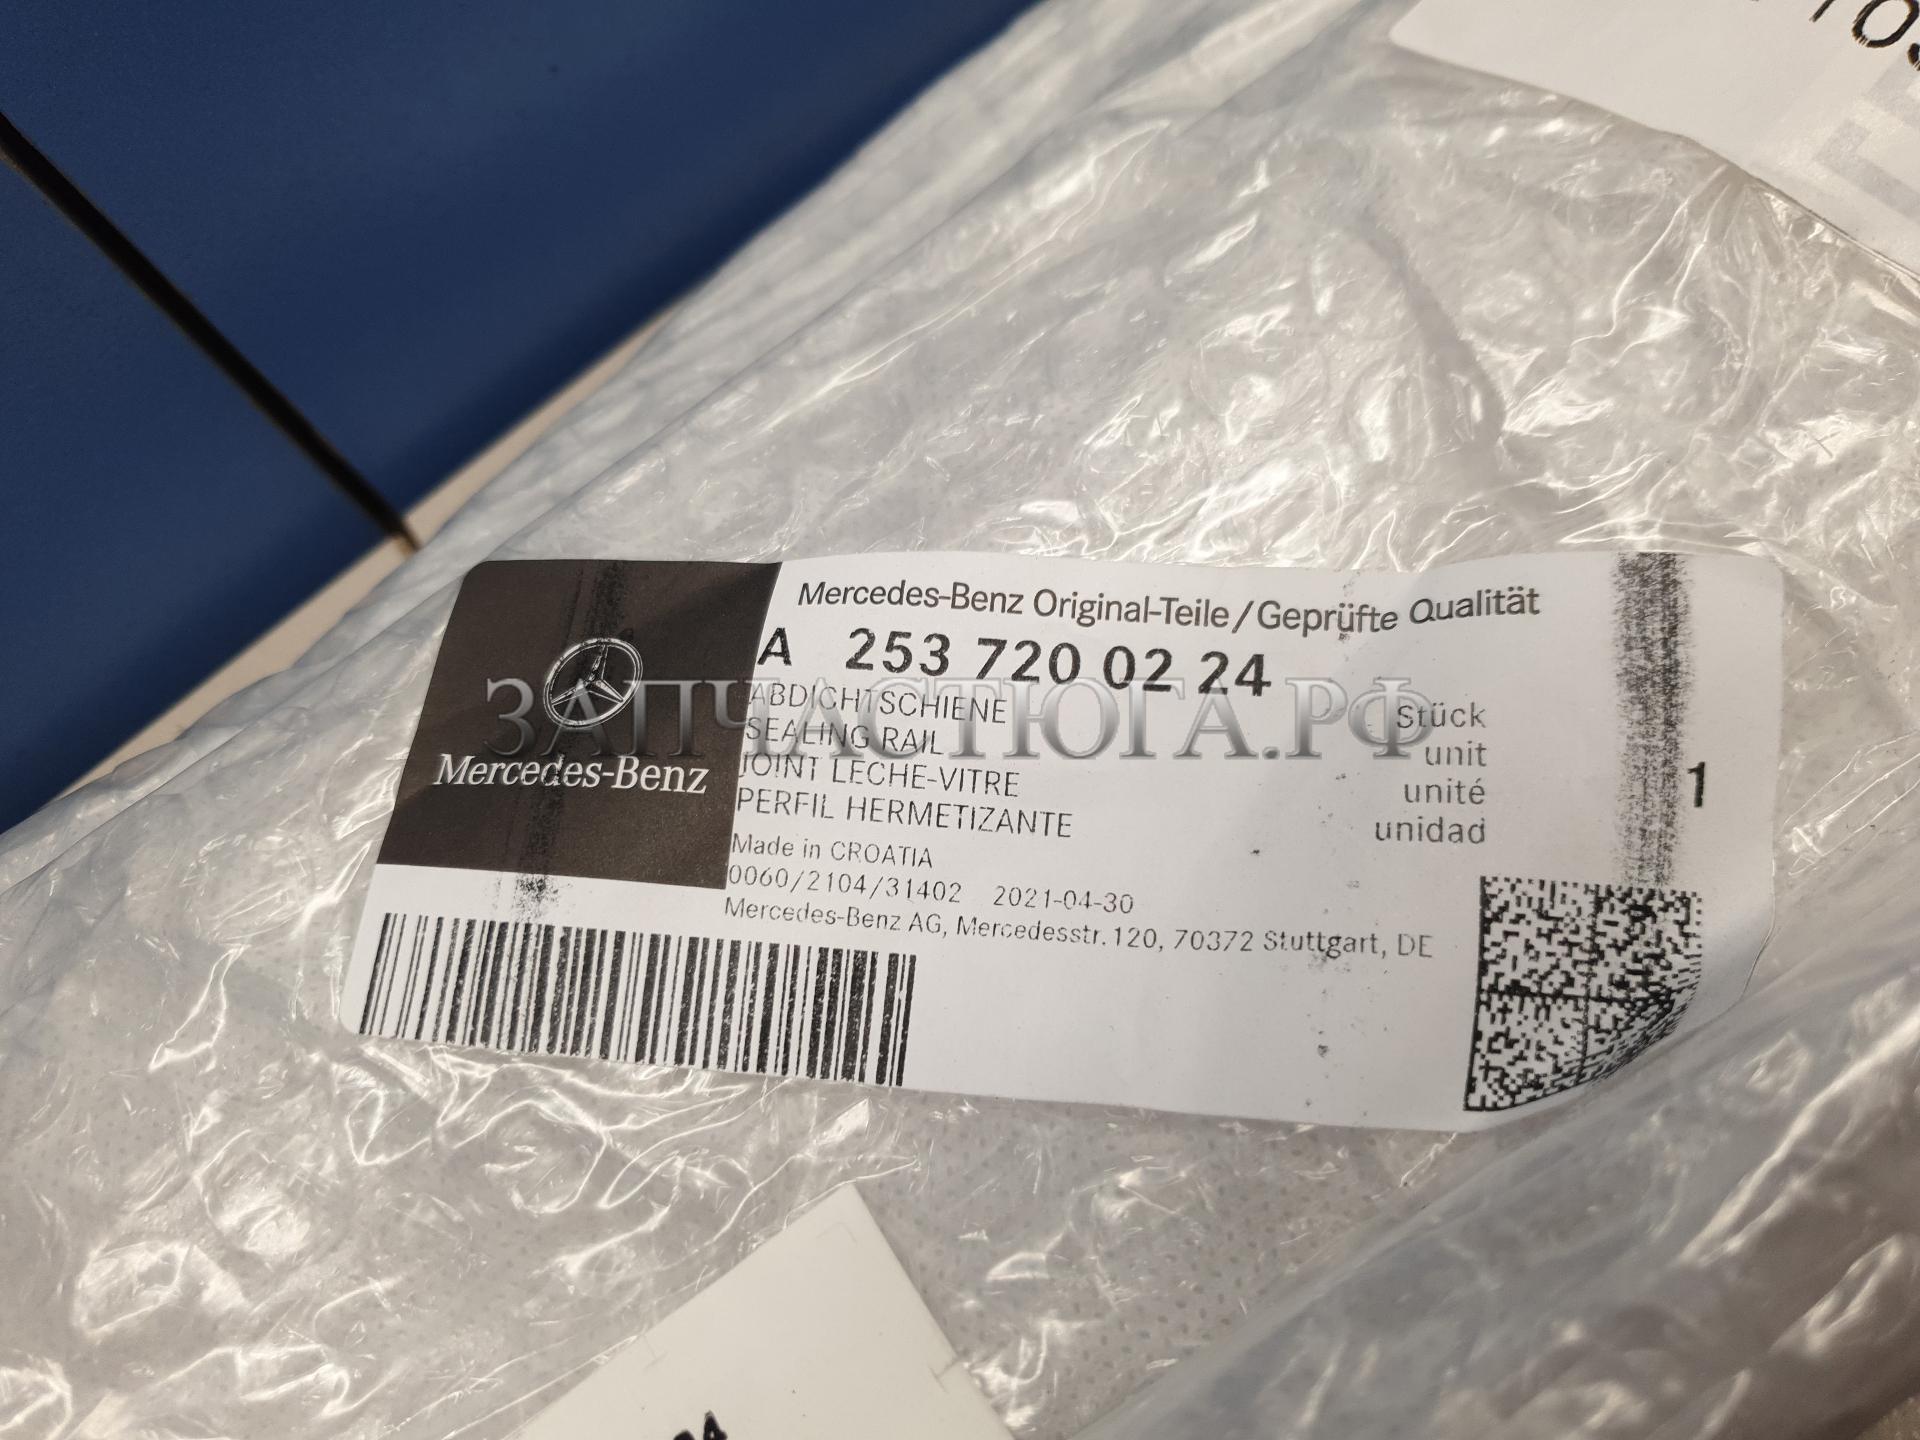 Mercedes-Benz Original-Teile/Geprüfte Qualität
A 253 720 02 24
ABDICHTSCHIENE
SEALING RAIL
JOINT LECHE-VITRE
PERFIL HERMETIZANTE
Stück
unit
unité
unidad
1
Made in CROATIA
0060/2104/31402 2021-04-30
Mercedes-Benz AG, Mercedesstr. 120, 70372 Stuttgart, DE
Mercedes-Benz
ЗАПЧАСТЮГА.РФ